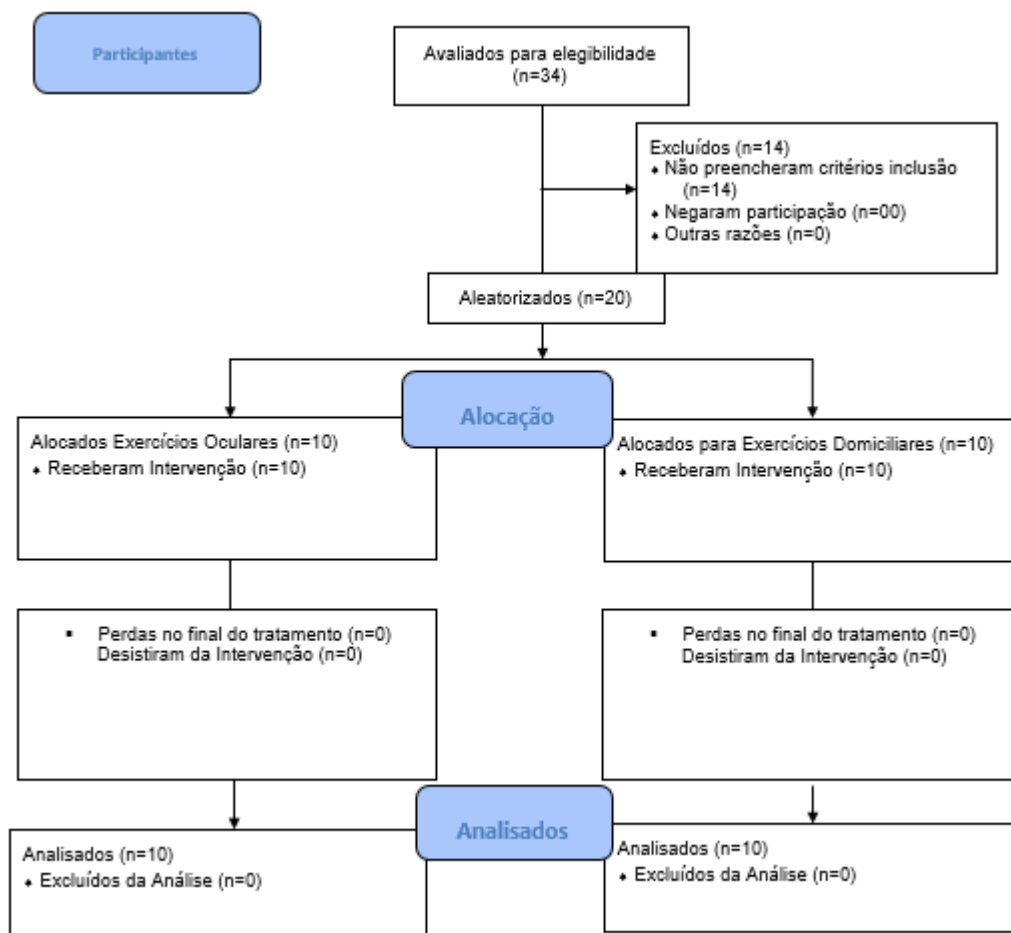 Participantes
Avaliados para elegibilidade
(n=34)
Excluídos (n=14)
♦ Não preencheram critérios inclusão
(n=14)
♦ Negaram participação (n=00)
♦ Outras razões (n=0)
Aleatorizados (n=20)
Alocação
Alocados Exercícios Oculares (n=10)
♦ Receberam Intervenção (n=10)
Alocados para Exercícios Domiciliares (n=10)
♦ Receberam Intervenção (n=10)
▪ Perdas no final do tratamento (n=0)
Desistiram da Intervenção (n=0)
▪ Perdas no final do tratamento (n=0)
Desistiram da Intervenção (n=0)
Analisados
Analisados (n=10)
♦ Excluídos da Análise (n=0)
Analisados (n=10)
♦ Excluídos da Análise (n=0)